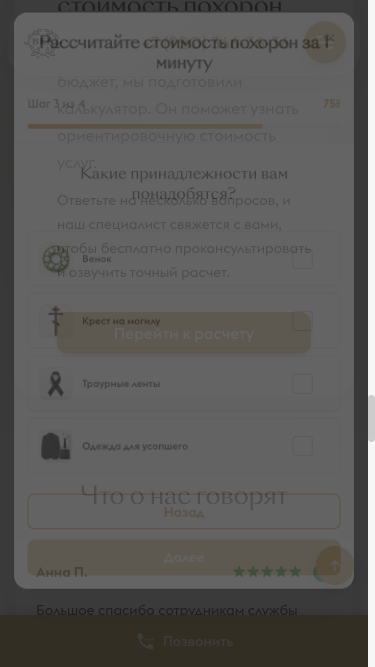 стоимость похорон
Рассчитайте стоимость похорон за 1
минуту
бюджет, мы подготовили
Шаг 3 из 4
калькулятор. Он поможет узнать
ориентировочную стоимость
услуг.
Какие принадлежности вам
понадобятся?
Ответьте на несколько вопросов, и
наш специалист свяжется с вами,
чтобы бесплатно проконсультировать
и озвучить точный расчет.
Венок
Крест на могилу
Перейти к расчету
Траурные ленты
Одежда для усопшего
Что о нас говорят
Назад
Далее
Анна П.
Большое спасибо сотрудникам службы
Позвонить